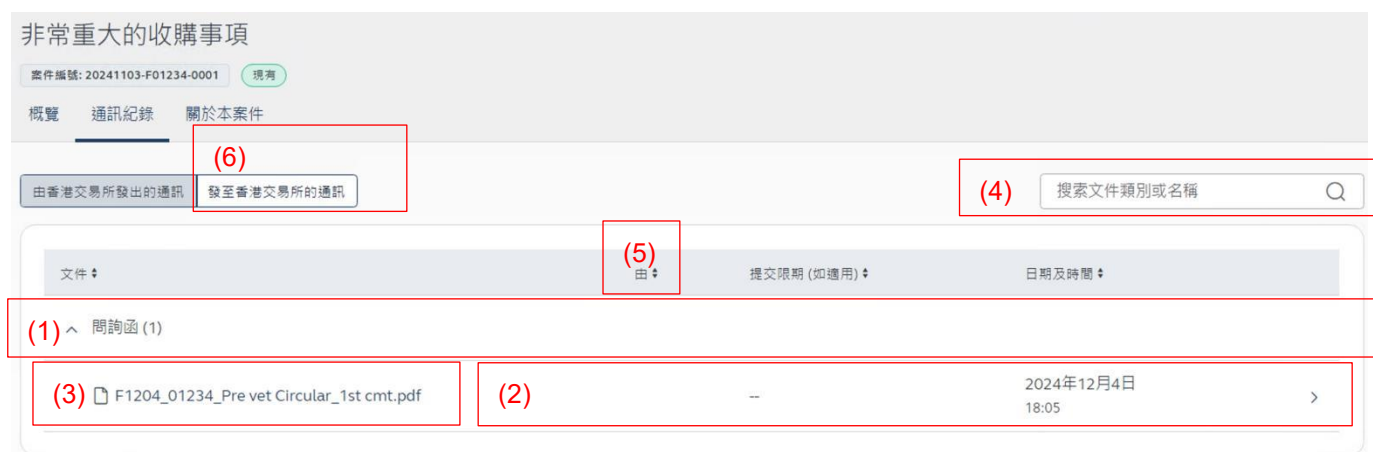 非常重大的收購事項
案件編號: 20241103-F01234-0001 現有
概覽 通訊紀錄 關於本案件
(6)
由香港交易所發出的通訊 發至香港交易所的通訊 (4) 搜索文件類別或名稱
(5)
文件 由 提交限期 (如適用) 日期及時間
(1) 問詢函 (1)
(3) F1204_01234_Pre vet Circular_1st cmt.pdf (2) -- 2024年12月4日
18:05